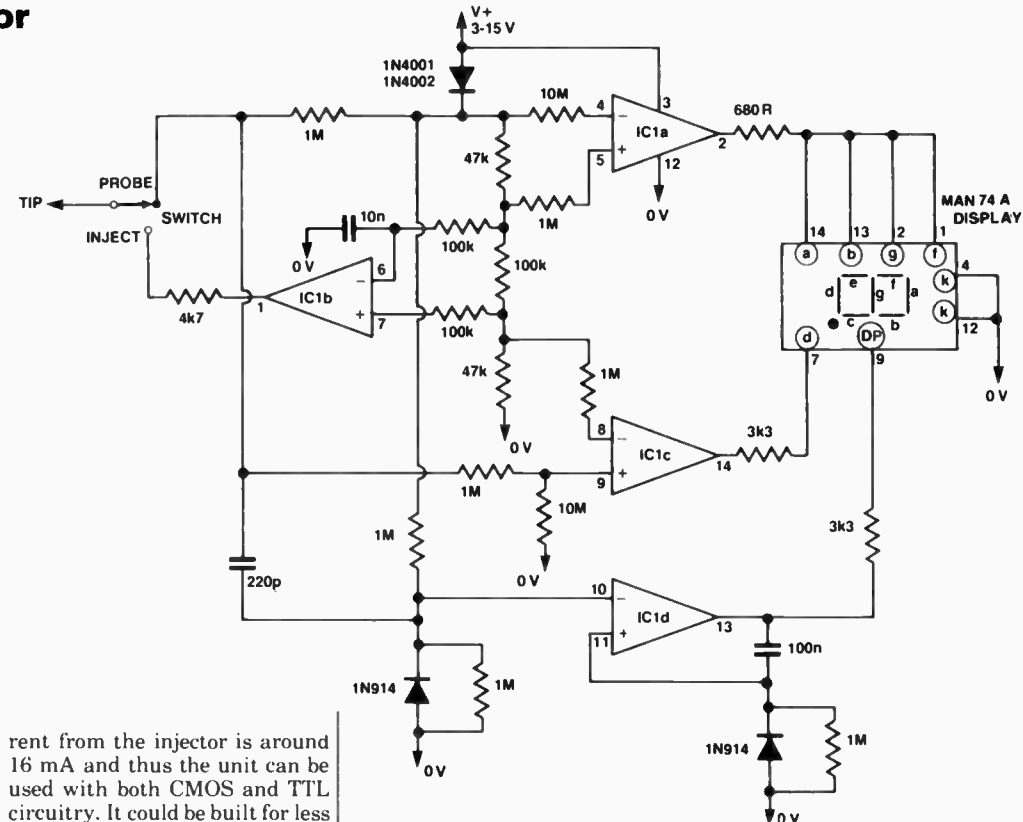 or
V+
3-15 V
1N4001
1N4002
1M
10M
4
3
IC1a
2
680 R
5
12
0 V
47k
1M
PROBE
TIP
SWITCH
INJECT
10n
0 V
100k
6
IC1b
1
7
4k7
100k
100k
47k
0 V
MAN 74 A
DISPLAY
14
13
2
1
a
b
g
f
4
k
e
f
d
g
a
c
b
k
12
d
DP
7
9
0 V
1M
8
IC1c
14
3k3
9
1M
10M
0 V
3k3
1M
220p
10
IC1d
13
11
100n
1N914
1M
0 V
1N914
1M
0 V
rent from the injector is around
16 mA and thus the unit can be
used with both CMOS and TTL
circuitry. It could be built for less